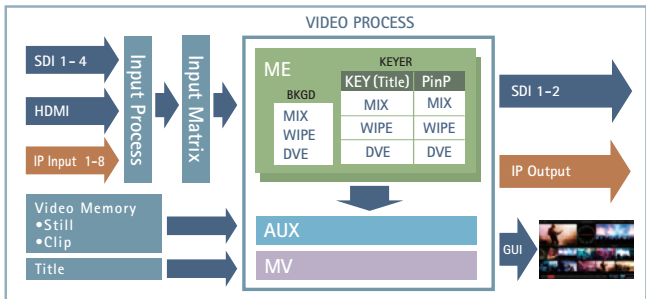 VIDEO PROCESS
SDI 1-4
HDMI
IP Input 1-8
Input Process
Input Matrix
ME
KEYER
BKGD
MIX
WIPE
DVE
KEY (Title) PinP
MIX MIX
WIPE WIPE
DVE DVE
SDI 1-2
IP Output
Video Memory
•Still
•Clip
Title
AUX
MV
GUI